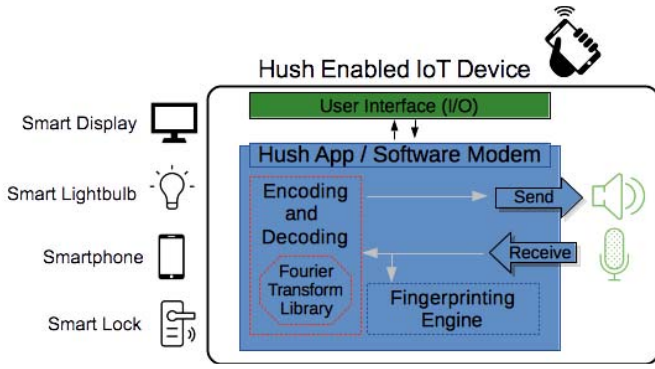 Hush Enabled IoT Device
User Interface (I/O)
Smart Display
Hush App / Software Modem
Smart Lightbulb
Encoding
and
Decoding
Send
Smartphone
Receive
Fourier
Transform
Library
Fingerprinting
Engine
Smart Lock